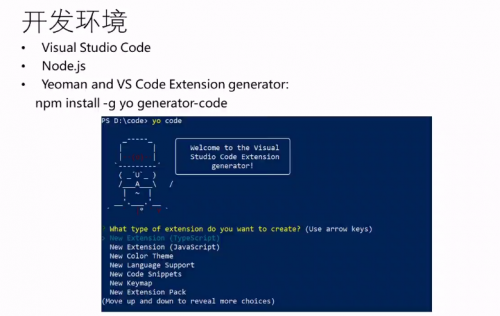 开发环境
• Visual Studio Code
• Node.js
• Yeoman and VS Code Extension generator:
npm install -g yo generator-code
PS D:\code> yo code
Welcome to the Visual
Studio Code Extension
generator!
? What type of extension do you want to create? (Use arrow keys)
> New Extension (TypeScript)
New Extension (JavaScript)
New Color Theme
New Language Support
New Code Snippets
New Keymap
New Extension Pack
(Move up and down to reveal more choices)